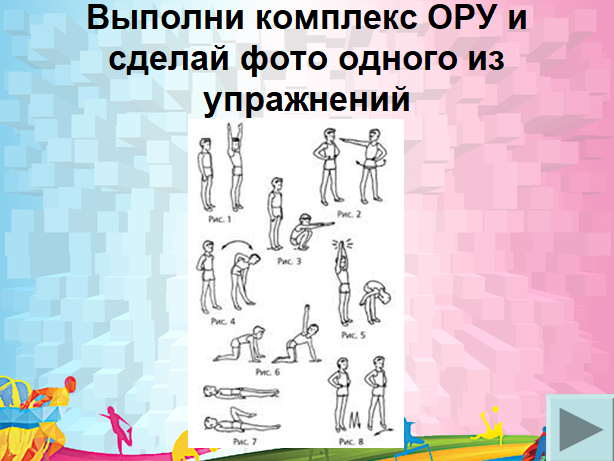 Выполни комплекс ОРУ и
сделай фото одного из
упражнений
Рис. 1
Рис. 2
Рис. 3
Рис. 4
Рис. 5
Рис. 6
Рис. 7
Рис. 8